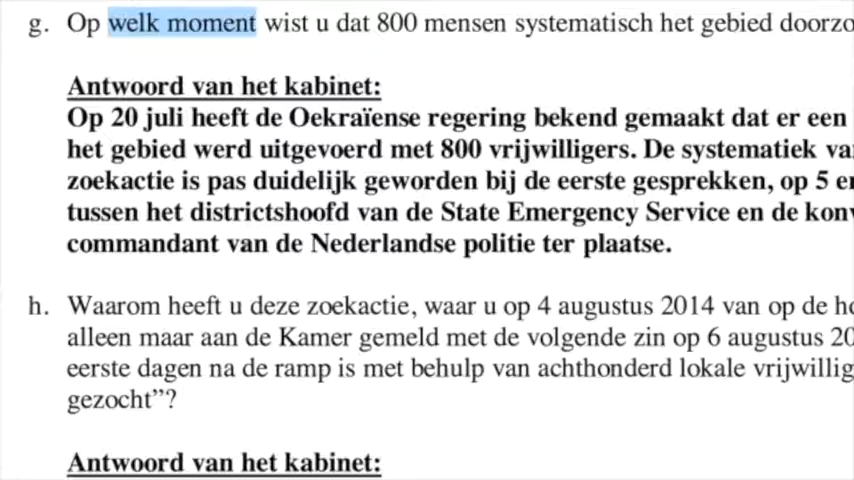 g. Op welk moment wist u dat 800 mensen systematisch het gebied
Antwoord van het kabinet:
Op 20 juli heeft de Oekraïense regering bekend gemaakt dat er een
het gebied werd uitgevoerd met 800 vrijwilligers. De systematiek
zoekactie is pas duidelijk geworden bij de eerste gesprekken, op 5
tussen het districtshoofd van de State Emergency Service en de
commandant van de Nederlandse politie ter plaatse.
h. Waarom heeft u deze zoekactie, waar u op 4 augustus 2014 van op de
alleen maar aan de Kamer gemeld met de volgende zin op 6 augustus
eerste dagen na de ramp is met behulp van achthonderd lokale
gezocht”?
Antwoord van het kabinet: